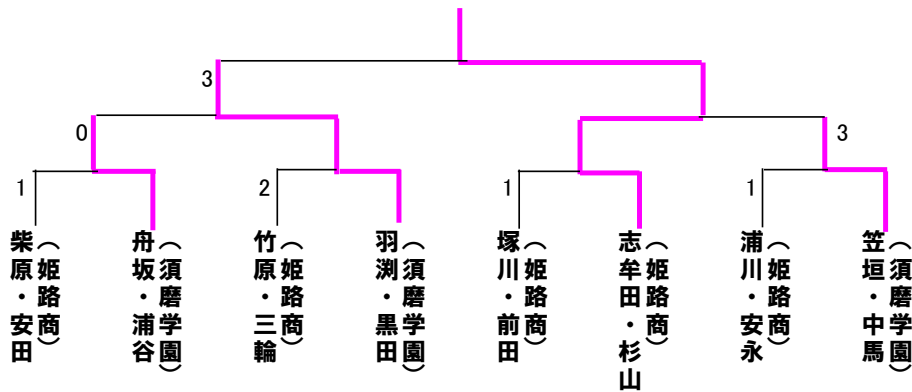 3
0
3
1
2
1
1
柴原・安田
（姫路商）
舟坂・浦谷
（須磨学園）
竹原・三輪
（姫路商）
羽渕・黒田
（須磨学園）
塚川・前田
（姫路商）
志牟田・杉山
（姫路商）
浦川・安永
（姫路商）
笠垣・中馬
（須磨学園）